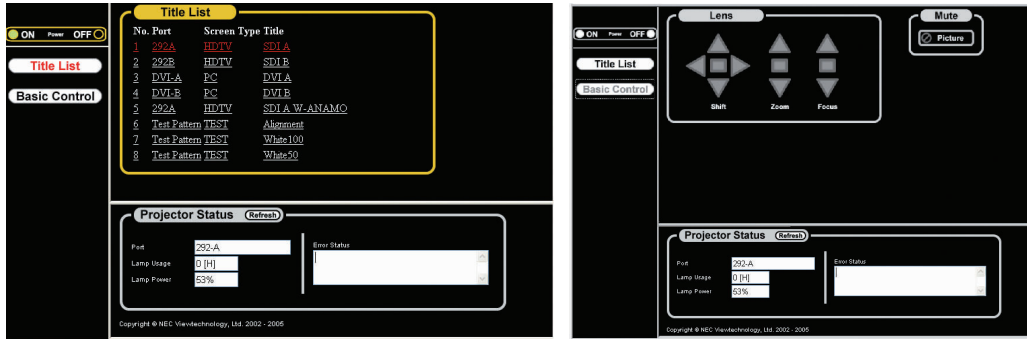 Title List
No. Port Screen Type Title
ON Power OFF
1 292A HDTV SDI A
2 292B HDTV SDI B
Title List
3 DVI-A PC DVI A
4 DVI-B PC DVI B
Basic Control
5 292A HDTV SDI A W-ANAMO
6 Test Pattern TEST Alignment
7 Test Pattern TEST White100
8 Test Pattern TEST White50
Projector Status Refresh
Port 292-A
Error Status
Lamp Usage 0 [H]
Lamp Power 53%
Copyright © NEC Viewtechnology, Ltd. 2002 - 2005
Lens
Mute
ON Power OFF
Picture
Title List
Basic Control
Shift Zoom Focus
Projector Status Refresh
Port 292-A
Error Status
Lamp Usage 0 [H]
Lamp Power 53%
Copyright © NEC Viewtechnology, Ltd. 2002 - 2005